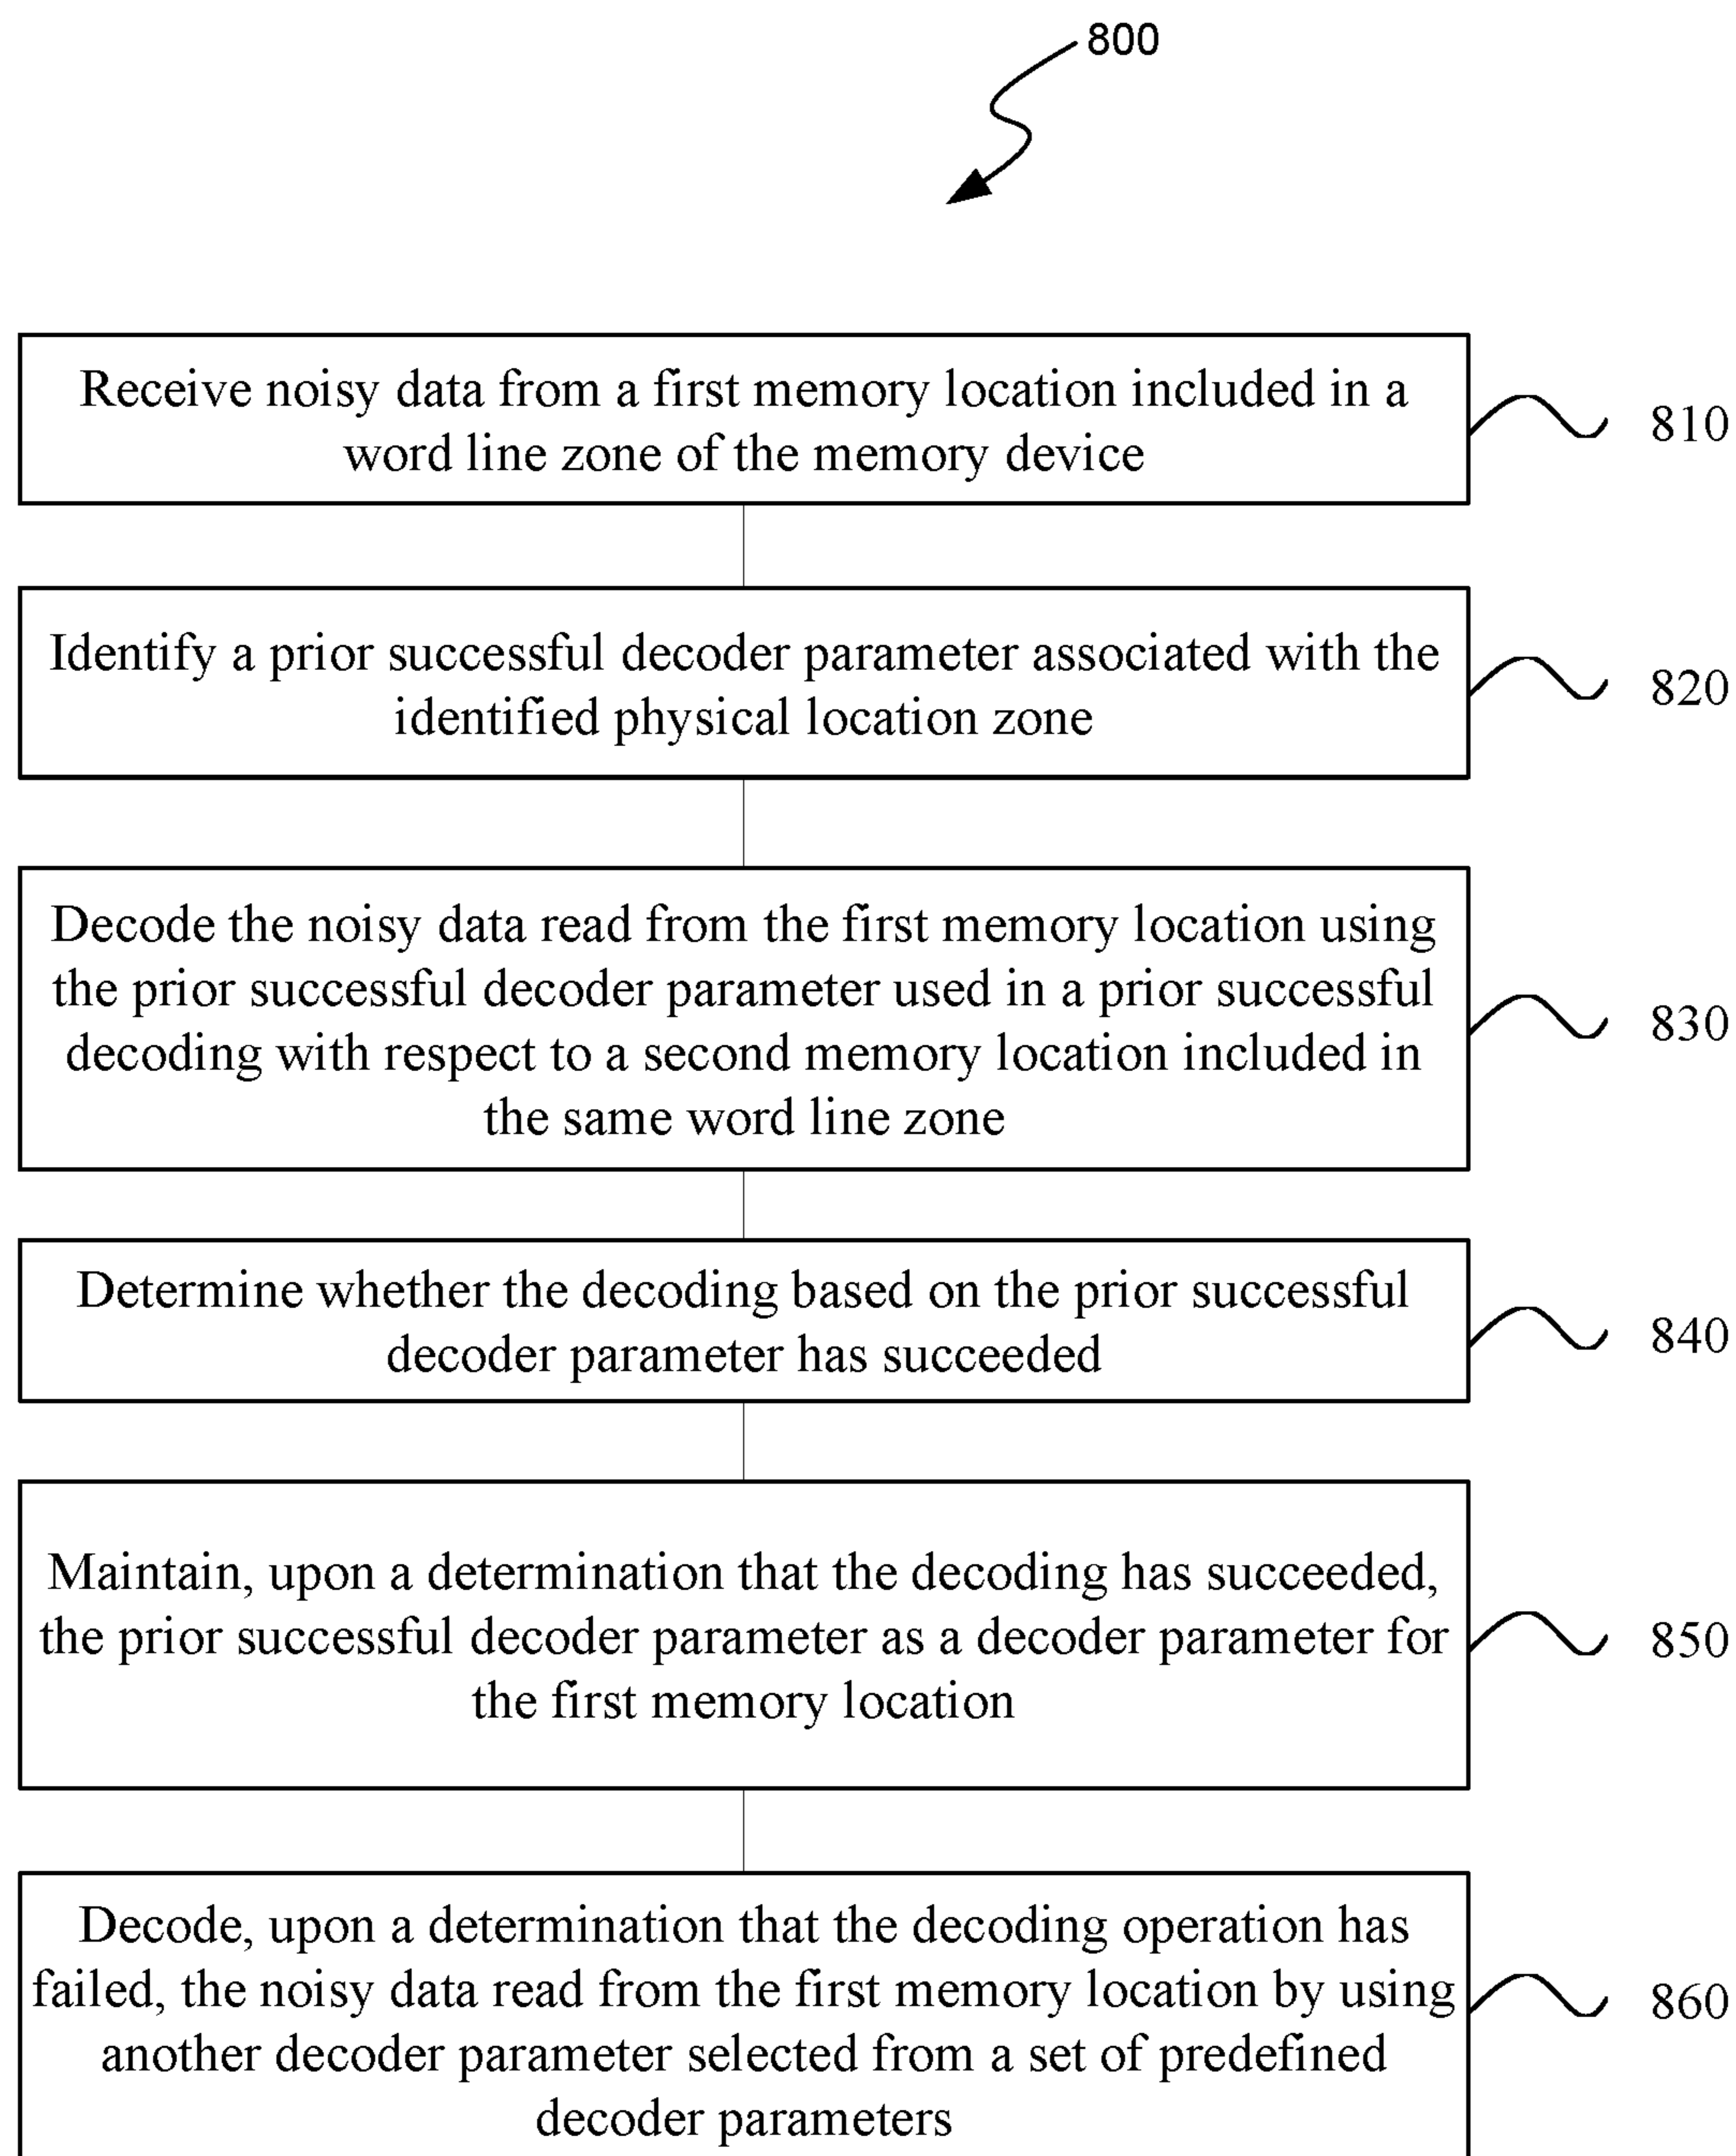 800
Receive noisy data from a first memory location included in a
word line zone of the memory device
810
Identify a prior successful decoder parameter associated with the
identified physical location zone
820
Decode the noisy data read from the first memory location using
the prior successful decoder parameter used in a prior successful
decoding with respect to a second memory location included in
the same word line zone
830
Determine whether the decoding based on the prior successful
decoder parameter has succeeded
840
Maintain, upon a determination that the decoding has succeeded,
the prior successful decoder parameter as a decoder parameter for
the first memory location
850
Decode, upon a determination that the decoding operation has
failed, the noisy data read from the first memory location by using
another decoder parameter selected from a set of predefined
decoder parameters
860